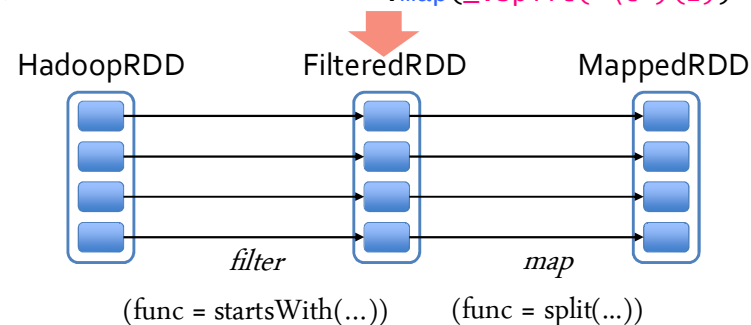 HadoopRDD FilteredRDD MappedRDD
filter map
(func = startsWith(...)) (func = split(...))